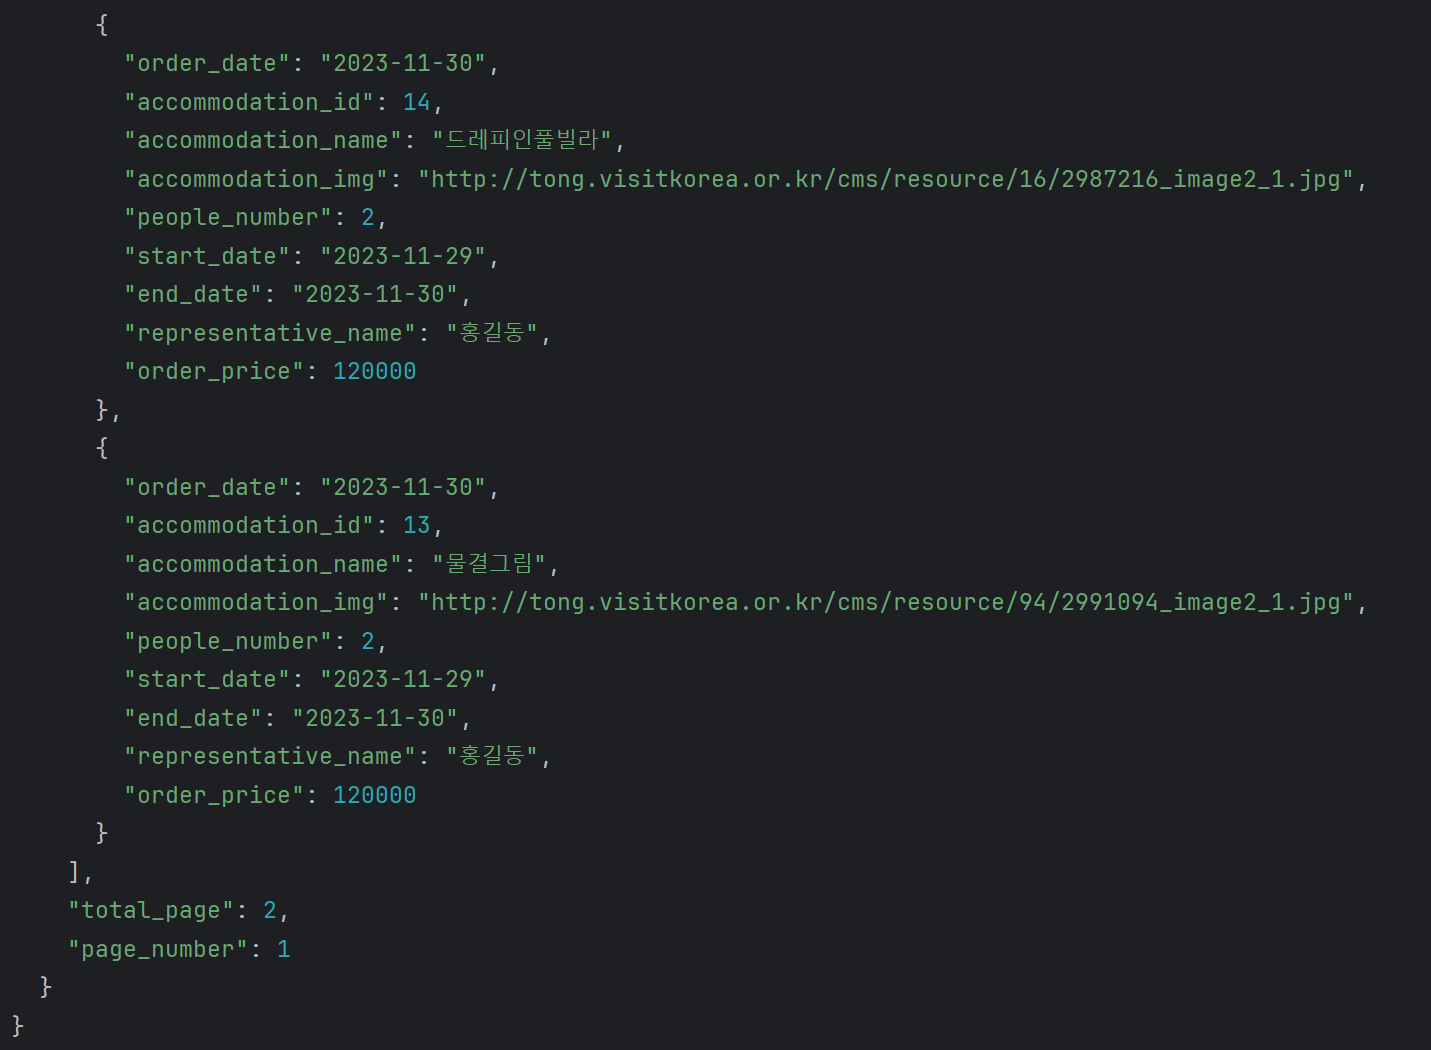 {
"order_date": "2023-11-30",
"accommodation_id": 14,
"accommodation_name": "드레피인풀빌라",
"accommodation_img": "http://tong.visitkorea.or.kr/cms/resource/16/2987216_image2_1.jpg",
"people_number": 2,
"start_date": "2023-11-29",
"end_date": "2023-11-30",
"representative_name": "홍길동",
"order_price": 120000
},
{
"order_date": "2023-11-30",
"accommodation_id": 13,
"accommodation_name": "물결그림",
"accommodation_img": "http://tong.visitkorea.or.kr/cms/resource/94/2991094_image2_1.jpg",
"people_number": 2,
"start_date": "2023-11-29",
"end_date": "2023-11-30",
"representative_name": "홍길동",
"order_price": 120000
}
],
"total_page": 2,
"page_number": 1
}
}